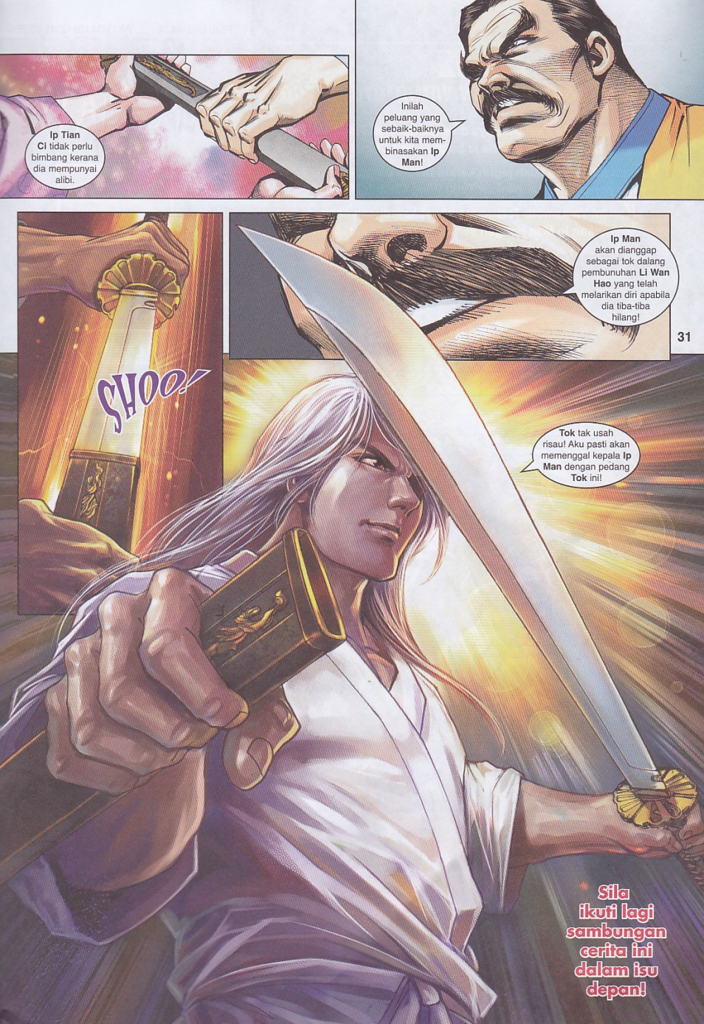 Ip Tian
Ci tidak perlu
bimbang kerana
dia mempunyai
alibi.
Inilah
peluang yang
sebaik-baiknya
untuk kita mem-
binasakan Ip
Man!
Ip Man
akan dianggap
sebagai tok dalang
pembunuhan Li Wan
Hao yang telah
melarikan diri apabila
dia tiba-tiba
hilang!
31
SHOO!
Tok tak usah
risau! Aku pasti akan
memenggal kepala Ip
Man dengan pedang
Tok ini!
Sila
ikuti lagi
sambungan
cerita ini
dalam isu
depan!